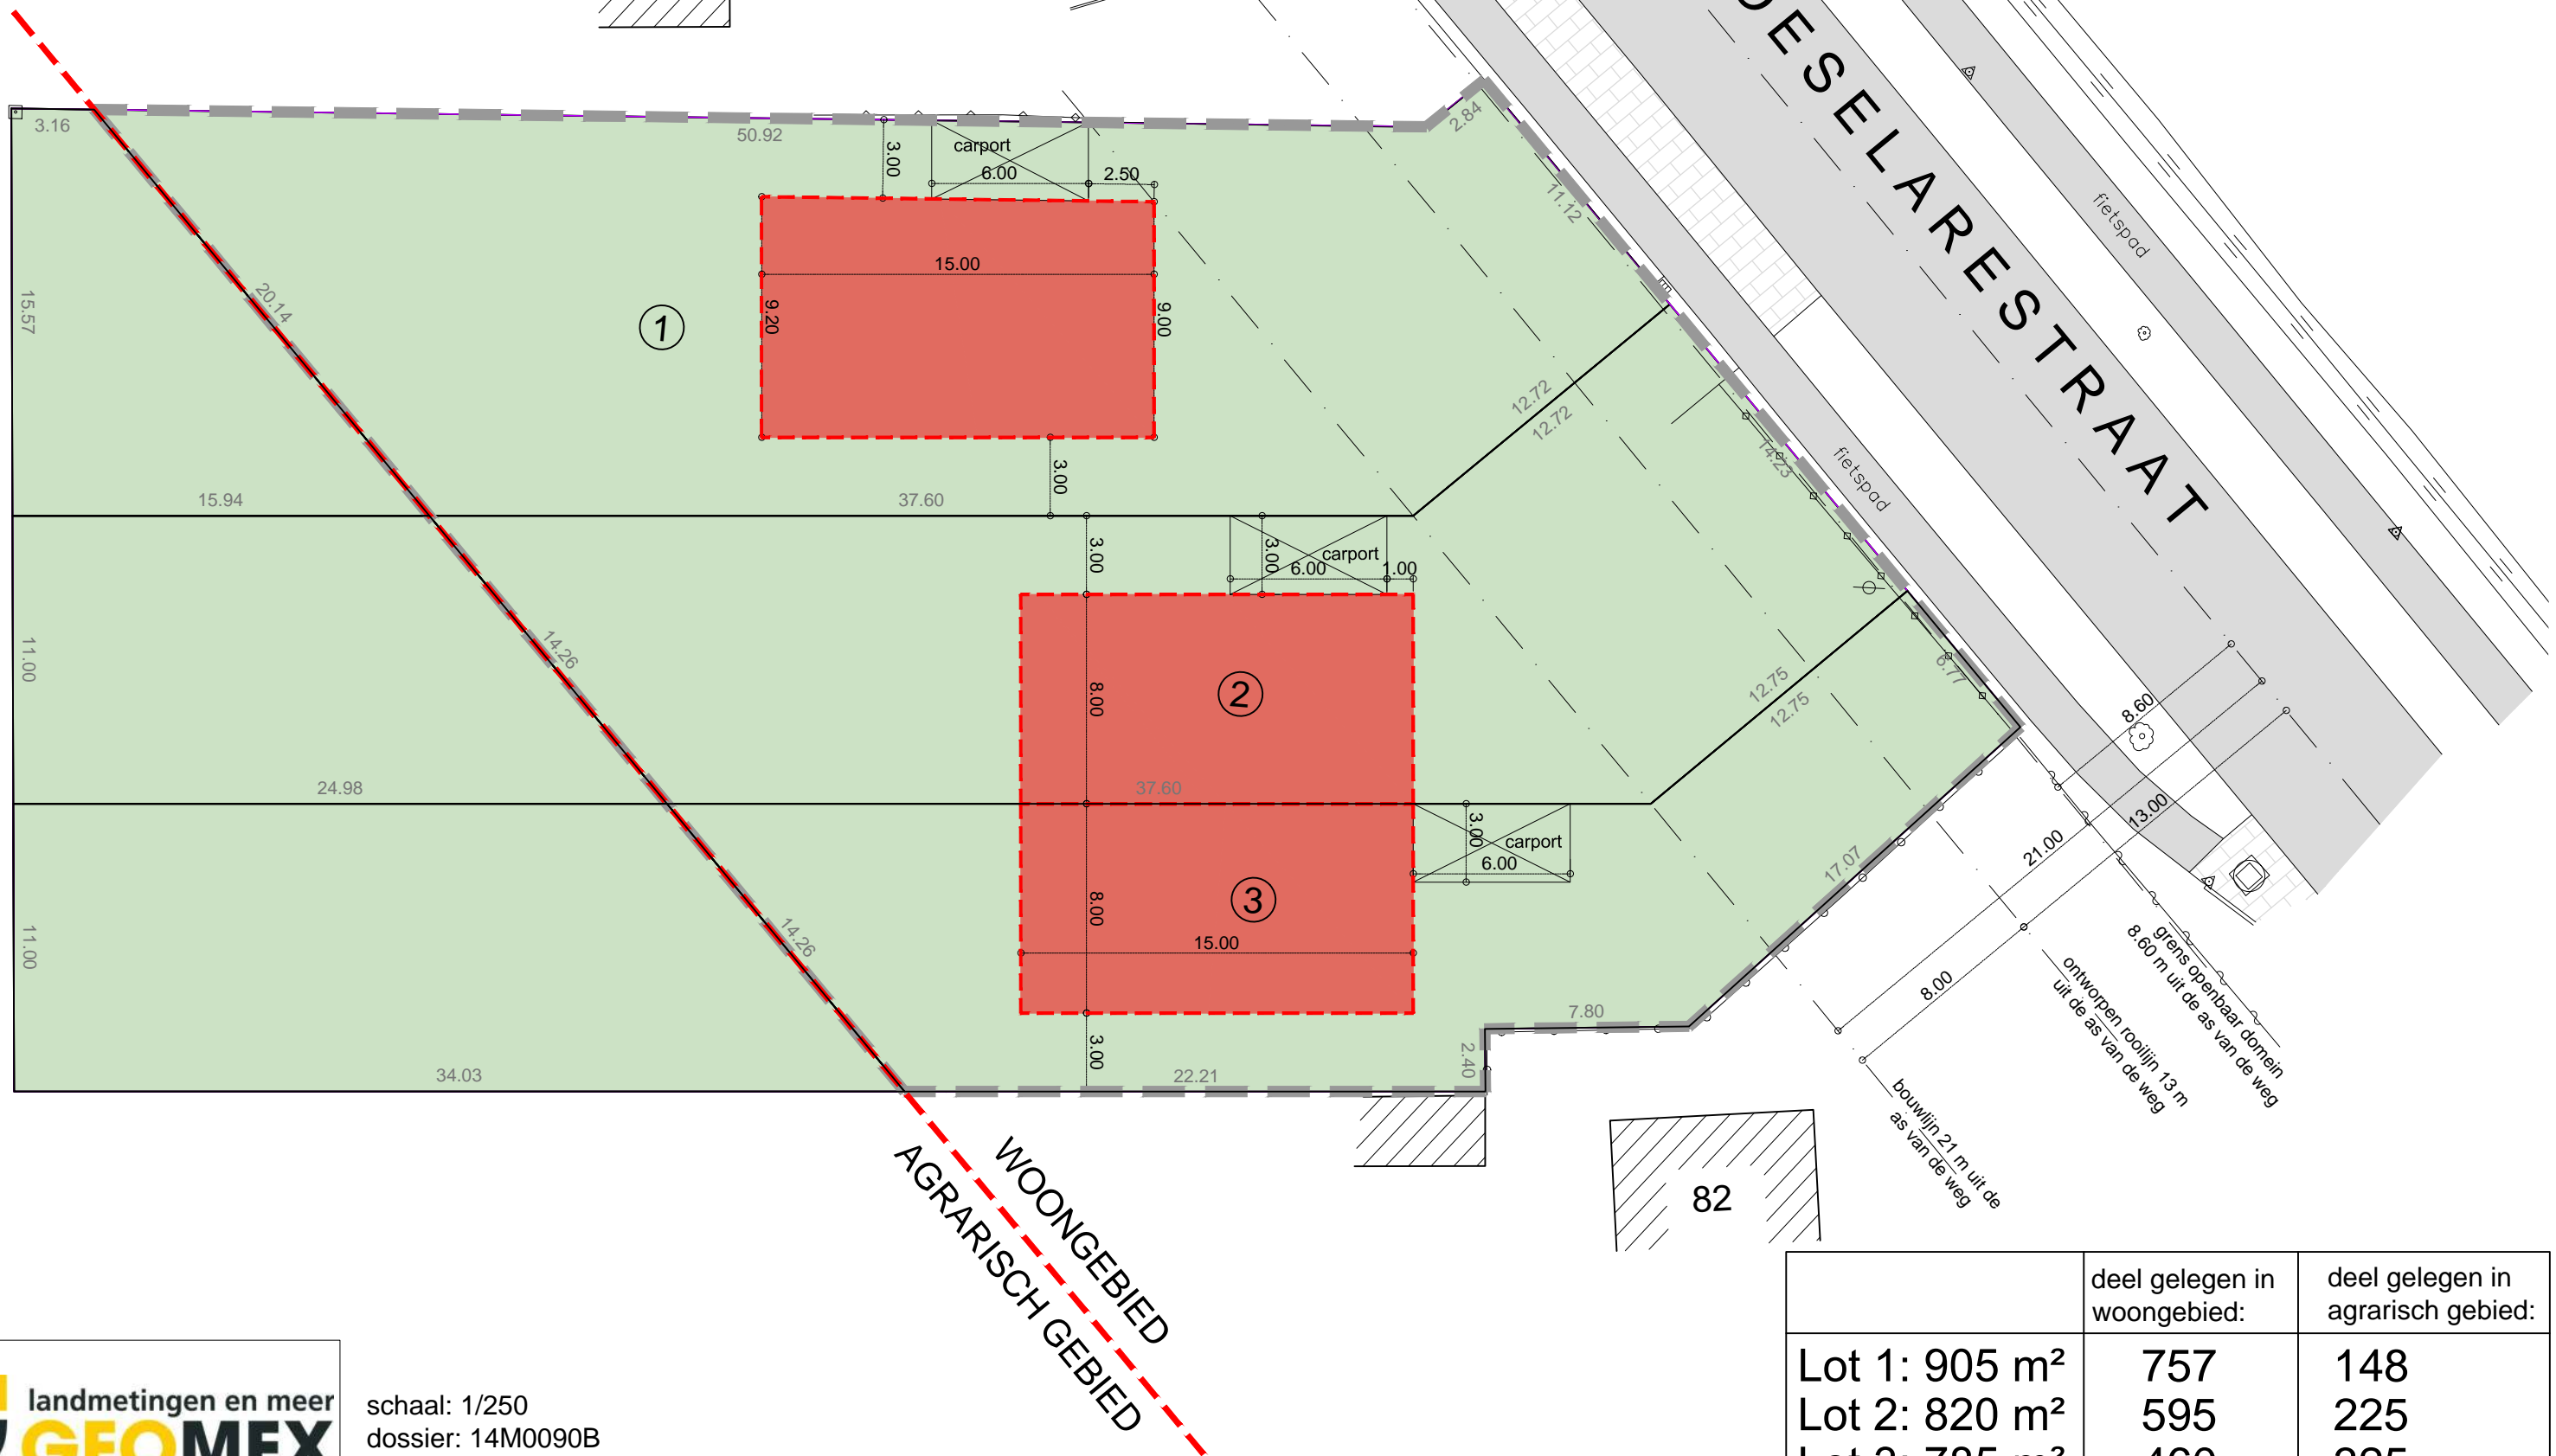 OESELARESTRAAT
fietspad
fietspad
3.16
50.92
2.84
3.00
carport
6.00
2.50
11.12
15.00
9.20
9.00
20.14
15.57
1
12.72
12.72
14.23
3.00
15.94
37.60
3.00
3.00
carport
6.00
1.00
14.26
11.00
2
8.00
12.75
12.75
6.77
8.60
24.98
37.60
3.00
carport
6.00
13.00
21.00
17.07
8.00
3
8.00
15.00
14.26
11.00
7.80
2.40
3.00
34.03
22.21
grens openbaar domein
8.60 m uit de as van de weg
ontworpen rooilijn 13 m
uit de as van de weg
bouwlijn 21 m uit de
as van de weg
WOONGEBIED
AGRARISCH GEBIED
82
deel gelegen in
woongebied:
deel gelegen in
agrarisch gebied:
Lot 1: 905 m² 757 148
Lot 2: 820 m² 595 225
landmetingen en meer
GEOMEX
schaal: 1/250
dossier: 14M0090B